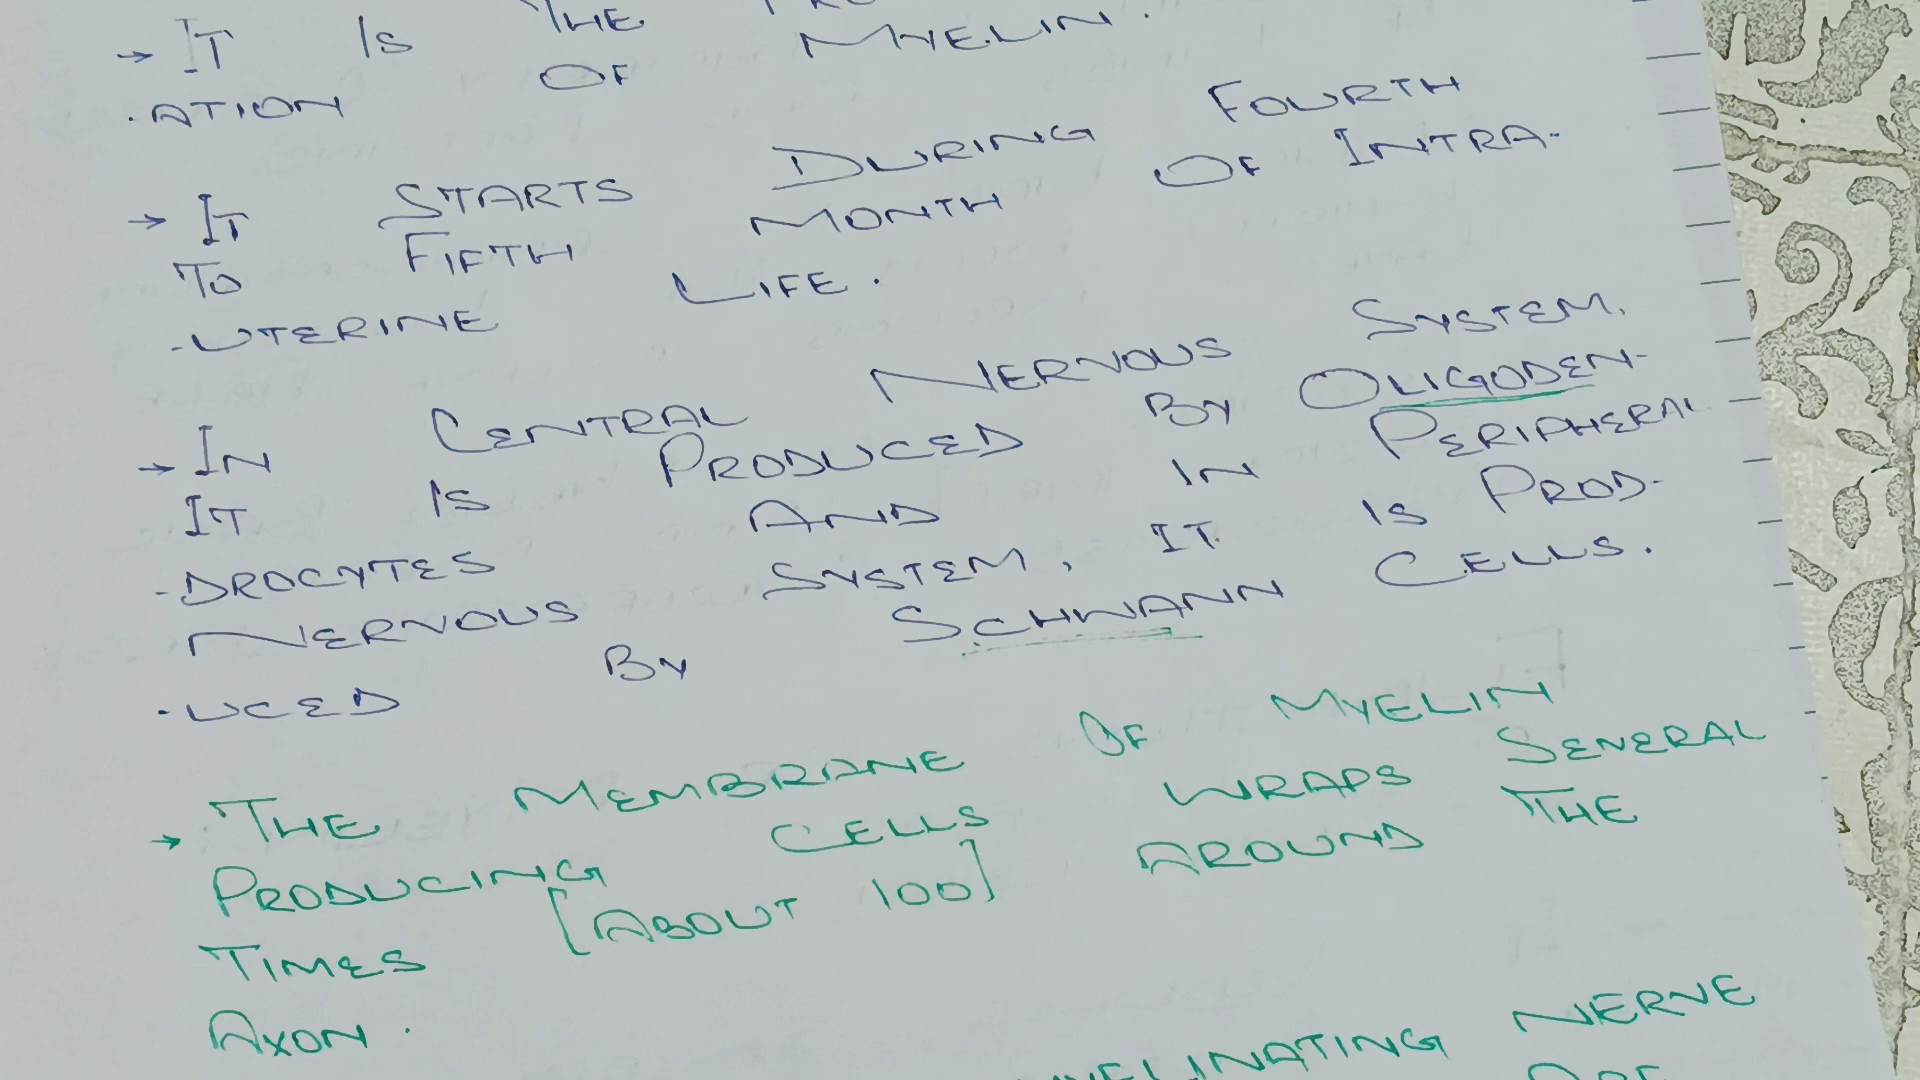 → IT IS THE
-ATION OF MYELIN.
→ IT STARTS DURING FOURTH
TO FIFTH MONTH OF INTRA-
-UTERINE LIFE.
→ IN CENTRAL NERVOUS SYSTEM.
IT IS PRODUCED BY OLIGODEN-
-DROCYTES AND IN PERIPHERAL
NERVOUS SYSTEM, IT IS PROD-
-UCED BY SCHWANN CELLS.
→ THE MEMBRANE OF MYELIN
PRODUCING CELLS WRAPS SEVERAL
TIMES [ABOUT 100] AROUND THE
AXON.
NERVE